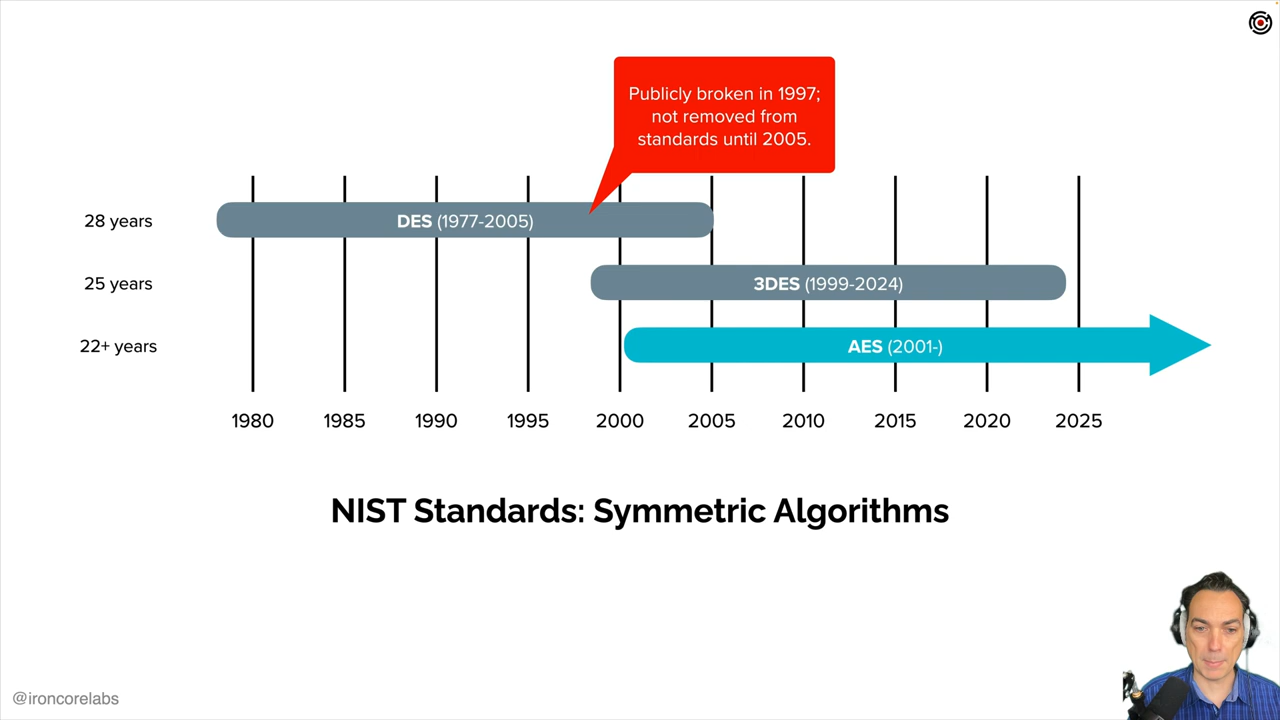 Publicly broken in 1997;
not removed from
standards until 2005.
28 years
DES (1977-2005)
25 years
3DES (1999-2024)
22+ years
AES (2001-)
1980 1985 1990 1995 2000 2005 2010 2015 2020 2025
NIST Standards: Symmetric Algorithms
@ironcorelabs